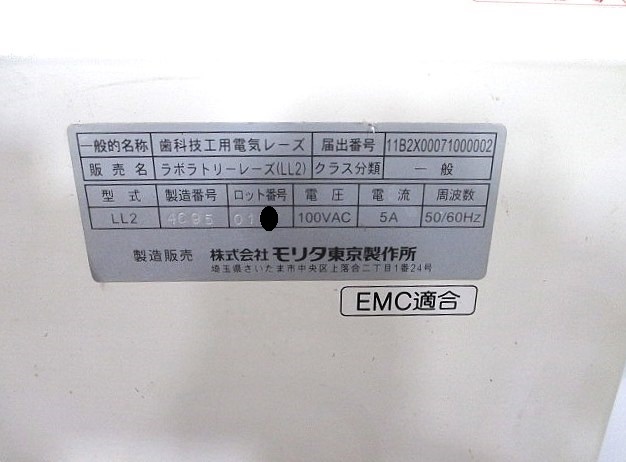 一般的名称 歯科技工用電気レーズ 届出番号 11B2X00071000002
販売名 ラボラトリーレーズ(LL2) クラス分類 一般
型式 製造番号 ロット番号 電圧 電流 周波数
LL2 4695 01 100VAC 5A 50/60Hz
製造販売 株式会社モリタ東京製作所
埼玉県さいたま市中央区上落合二丁目1番24号
EMC適合